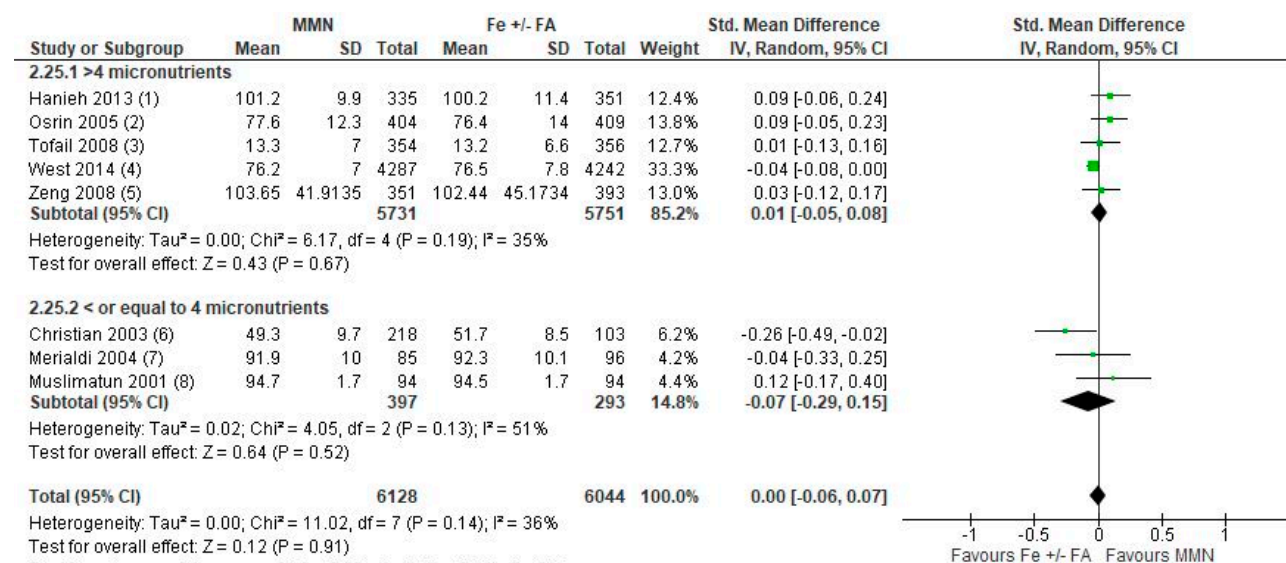 MMN Fe +/- FA Std. Mean Difference Std. Mean Difference
Study or Subgroup Mean SD Total Mean SD Total Weight IV, Random, 95% CI IV, Random, 95% CI
2.25.1 >4 micronutrients
Hanieh 2013 (1) 101.2 9.9 335 100.2 11.4 351 12.4% 0.09 [-0.06, 0.24]
Osrin 2005 (2) 77.6 12.3 404 76.4 14 409 13.8% 0.09 [-0.05, 0.23]
Tofail 2008 (3) 13.3 7 354 13.2 6.6 356 12.7% 0.01 [-0.13, 0.16]
West 2014 (4) 76.2 7 4287 76.5 7.8 4242 33.3% -0.04 [-0.08, 0.00]
Zeng 2008 (5) 103.65 41.9135 351 102.44 45.1734 393 13.0% 0.03 [-0.12, 0.17]
Subtotal (95% CI) 5731 5751 85.2% 0.01 [-0.05, 0.08]
Heterogeneity: Tau² = 0.00; Chi² = 6.17, df = 4 (P = 0.19); I² = 35%
Test for overall effect: Z = 0.43 (P = 0.67)
2.25.2 < or equal to 4 micronutrients
Christian 2003 (6) 49.3 9.7 218 51.7 8.5 103 6.2% -0.26 [-0.49, -0.02]
Merialdi 2004 (7) 91.9 10 85 92.3 10.1 96 4.2% -0.04 [-0.33, 0.25]
Muslimatun 2001 (8) 94.7 1.7 94 94.5 1.7 94 4.4% 0.12 [-0.17, 0.40]
Subtotal (95% CI) 397 293 14.8% -0.07 [-0.29, 0.15]
Heterogeneity: Tau² = 0.02; Chi² = 4.05, df = 2 (P = 0.13); I² = 51%
Test for overall effect: Z = 0.64 (P = 0.52)
Total (95% CI) 6128 6044 100.0% 0.00 [-0.06, 0.07]
Heterogeneity: Tau² = 0.00; Chi² = 11.02, df = 7 (P = 0.14); I² = 36%
Test for overall effect: Z = 0.12 (P = 0.91)
-1 -0.5 0 0.5 1
Favours Fe +/- FA Favours MMN